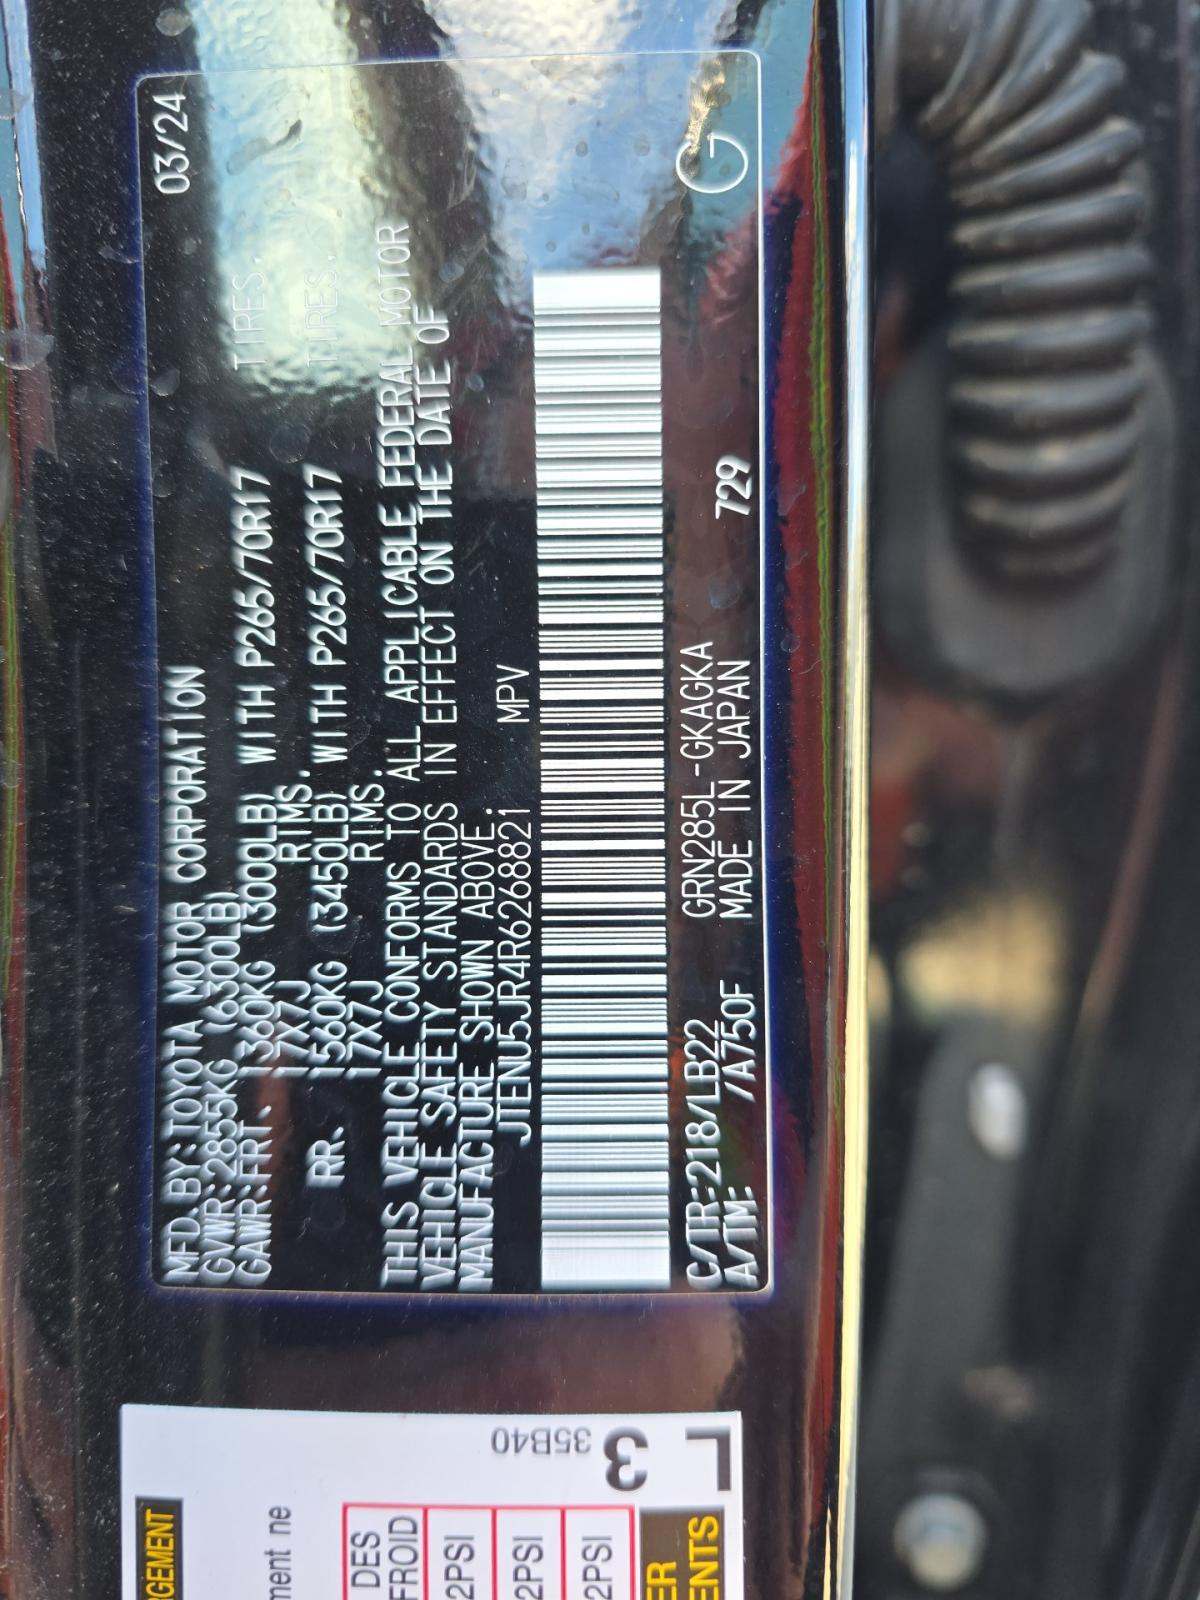 MFD. BY: TOYOTA MOTOR CORPORATION 03/24
GVWR: 2855KG (6300LB)
GAWR: FRT. 1360KG (3000LB) WITH P265/70R17 TIRES.
17X7J RIMS.
RR. 1560KG (3450LB) WITH P265/70R17 TIRES.
17X7J RIMS.
THIS VEHICLE CONFORMS TO ALL APPLICABLE FEDERAL MOTOR
VEHICLE SAFETY STANDARDS IN EFFECT ON THE DATE OF
MANUFACTURE SHOWN ABOVE.
JTENU5JR4R6268821 MPV
C/TR: 218/LB22 GRN285L-GKAGKA
A/TM: /A750F MADE IN JAPAN 729 G
35B40
3
L
RGEMENT
ment ne
DES
FROID
2PSI
2PSI
2PSI
ER
ENTS